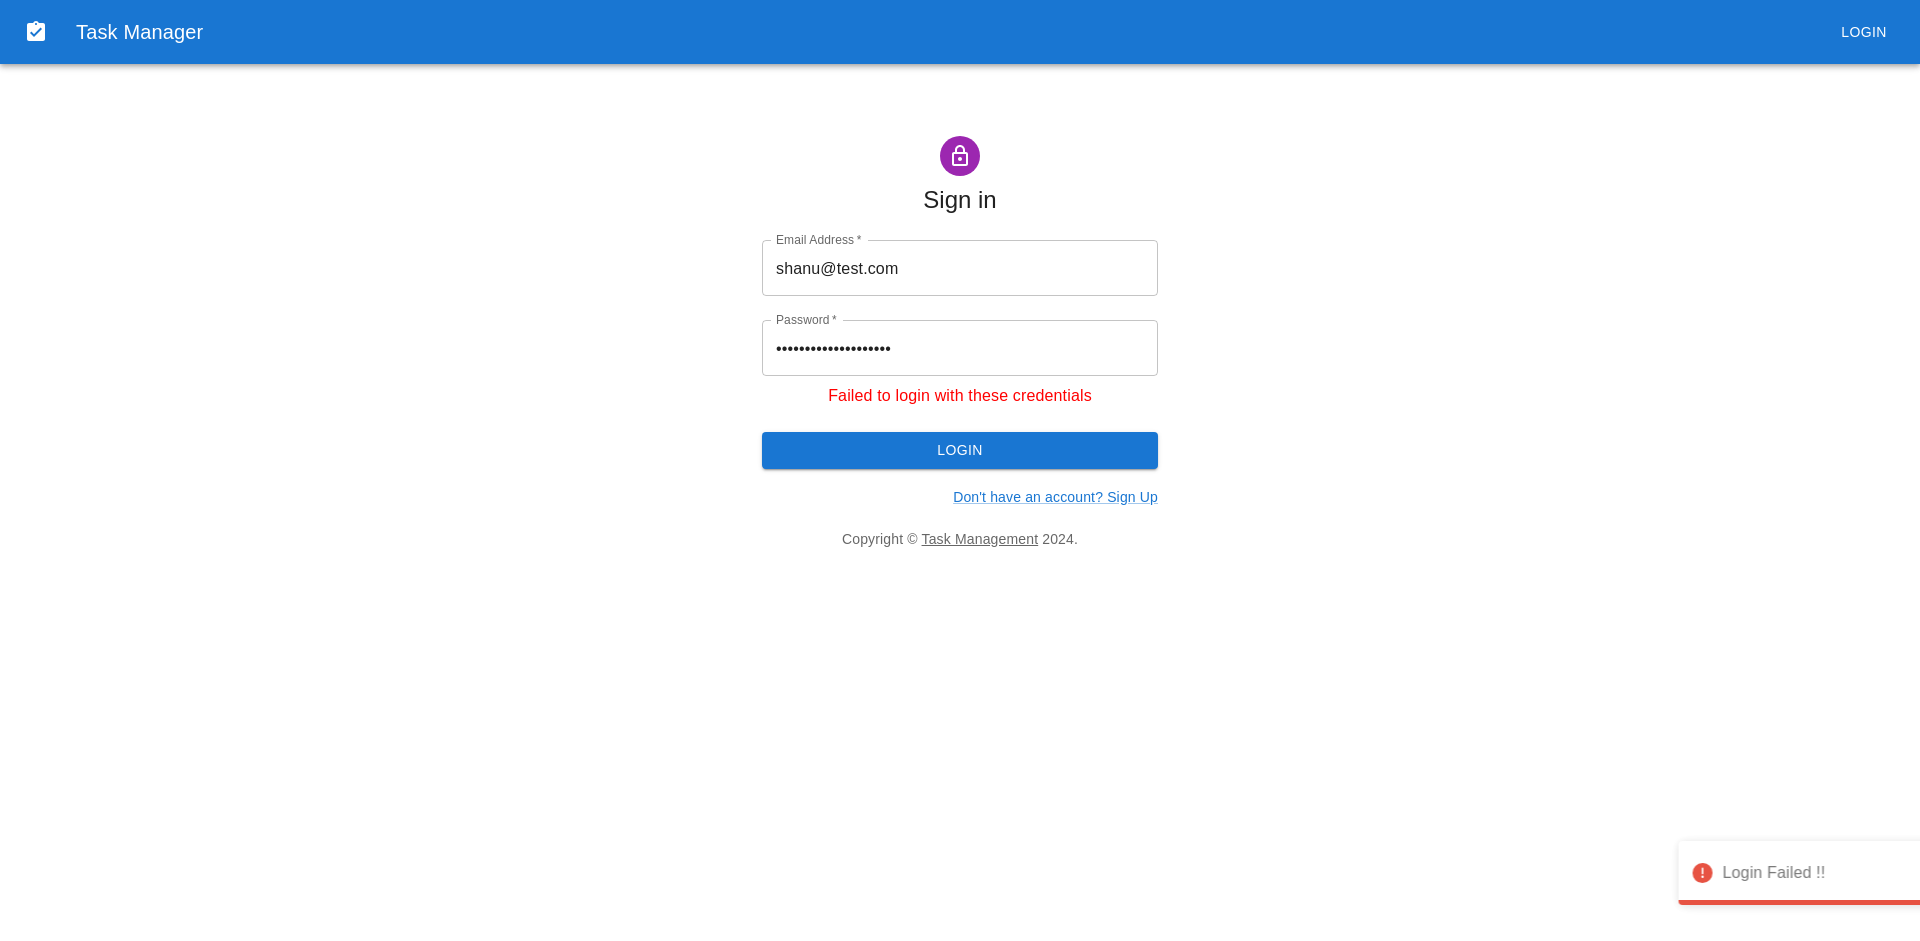 Task Manager
LOGIN
Sign in
Email Address *
shanu@test.com
Password *
••••••••••••••••••••
Failed to login with these credentials
LOGIN
Don't have an account? Sign Up
Copyright © Task Management 2024.
Login Failed !!